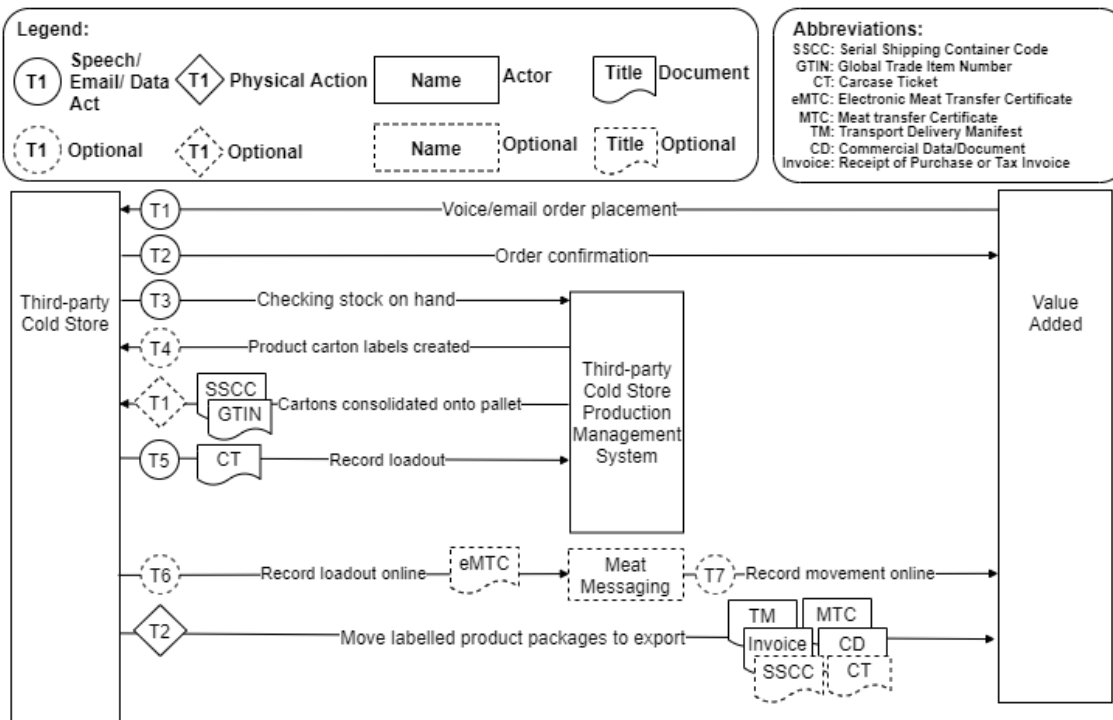 Legend:
T1
Speech/
Email/ Data
Act
T1
Physical Action
Name
Actor
Title
Document
T1
Optional
T1
Optional
Name
Optional
Title
Optional
Abbreviations:
SSCC: Serial Shipping Container Code
GTIN: Global Trade Item Number
CT: Carcase Ticket
eMTC: Electronic Meat Transfer Certificate
MTC: Meat transfer Certificate
TM: Transport Delivery Manifest
CD: Commercial Data/Document
Invoice: Receipt of Purchase or Tax Invoice
Third-party
Cold Store
Value
Added
T1
Voice/email order placement
T2
Order confirmation
T3
Checking stock on hand
T4
Product carton labels created
T1
SSCC
GTIN
Cartons consolidated onto pallet
T5
CT
Record loadout
Third-party
Cold Store
Production
Management
System
T6
Record loadout online
eMTC
Meat
Messaging
T7
Record movement online
T2
Move labelled product packages to export
TM
MTC
Invoice
CD
SSCC
CT